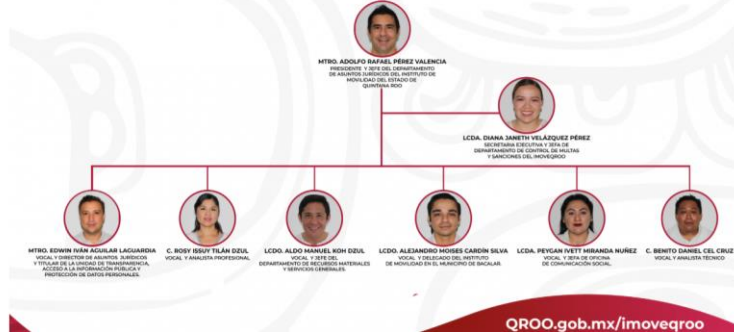 MTRO. ADOLFO RAFAEL PÉREZ VALENCIA
PRESIDENTE Y JEFE DEL DEPARTAMENTO
DE ASUNTOS JURÍDICOS DEL INSTITUTO DE
MOVILIDAD DEL ESTADO DE
QUINTANA ROO
LCDA. DIANA JANETH VELÁZQUEZ PÉREZ
SECRETARIA EJECUTIVA Y JEFA DE
DEPARTAMENTO DE CONTROL DE MULTAS
Y SANCIONES DEL IMOVEQROO
MTRO. EDWIN IVÁN AGUILAR LAGUARDIA
VOCAL Y DIRECTOR DE ASUNTOS JURÍDICOS
Y TITULAR DE LA UNIDAD DE TRANSPARENCIA,
ACCESO A LA INFORMACIÓN PÚBLICA Y
PROTECCIÓN DE DATOS PERSONALES.
C. ROSY ISSUY TILÁN DZUL
VOCAL Y ANALISTA PROFESIONAL
LCDO. ALDO MANUEL KOH DZUL
VOCAL Y JEFE DEL
DEPARTAMENTO DE RECURSOS MATERIALES
Y SERVICIOS GENERALES.
LCDO. ALEJANDRO MOISES CARDÍN SILVA
VOCAL Y DELEGADO DEL INSTITUTO
DE MOVILIDAD EN EL MUNICIPIO DE BACALAR.
LCDA. PEYGAN IVETT MIRANDA NUÑEZ
VOCAL Y JEFA DE OFICINA
DE COMUNICACIÓN SOCIAL.
C. BENITO DANIEL CEL CRUZ
VOCAL Y ANALISTA TÉCNICO
QROO.gob.mx/imoveqroo